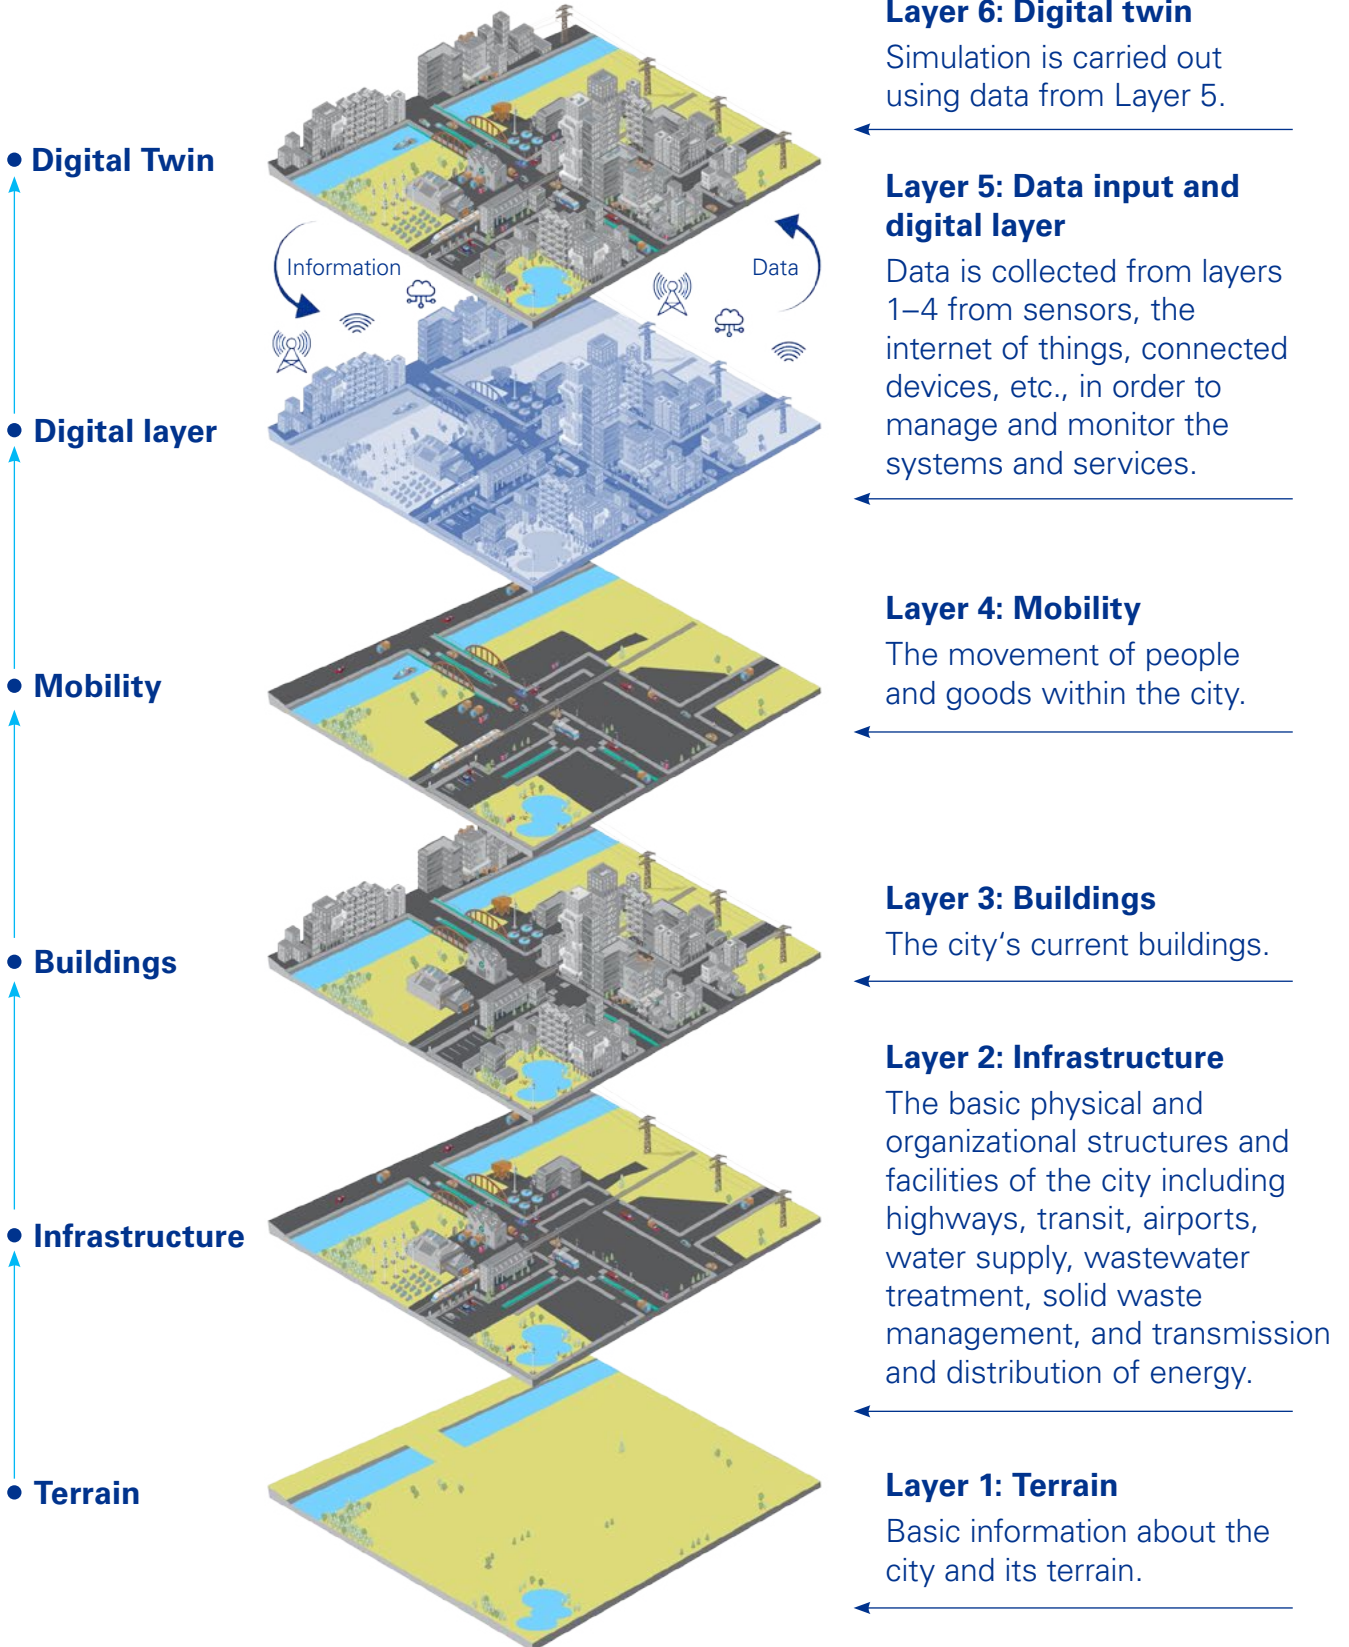 Layer 6: Digital twin
Simulation is carried out
using data from Layer 5.
Digital Twin
Layer 5: Data input and
digital layer
Data is collected from layers
1–4 from sensors, the
internet of things, connected
devices, etc., in order to
manage and monitor the
systems and services.
Information
Data
Digital layer
Layer 4: Mobility
The movement of people
and goods within the city.
Mobility
Layer 3: Buildings
The city‘s current buildings.
Buildings
Layer 2: Infrastructure
The basic physical and
organizational structures and
facilities of the city including
highways, transit, airports,
water supply, wastewater
treatment, solid waste
management, and transmission
and distribution of energy.
Infrastructure
Layer 1: Terrain
Basic information about the
city and its terrain.
Terrain